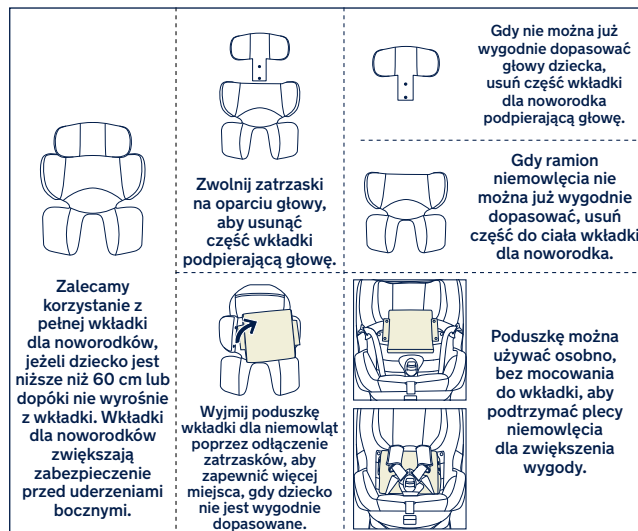 Zalecamy
korzystanie z
pełnej wkładki
dla noworodków,
jeżeli dziecko jest
niższe niż 60 cm lub
dopóki nie wyrośnie
z wkładki. Wkładki
dla noworodków
zwiększają
zabezpieczenie
przed uderzeniami
bocznymi.
Zwolnij zatrzaski
na oparciu głowy,
aby usunąć
część wkładki
podpierającą głowę.
Wyjmij poduszkę
wkładki dla niemowląt
poprzez odłączenie
zatrzasków, aby
zapewnić więcej
miejsca, gdy dziecko
nie jest wygodnie
dopasowane.
Gdy nie można już
wygodnie dopasować
głowy dziecka,
usuń część wkładki
dla noworodka
podpierającą głowę.
Gdy ramion
niemowlęcia nie
można już wygodnie
dopasować, usuń
część do ciała wkładki
dla noworodka.
Poduszkę można
używać osobno,
bez mocowania
do wkładki, aby
podtrzymać plecy
niemowlęcia
dla zwiększenia
wygody.